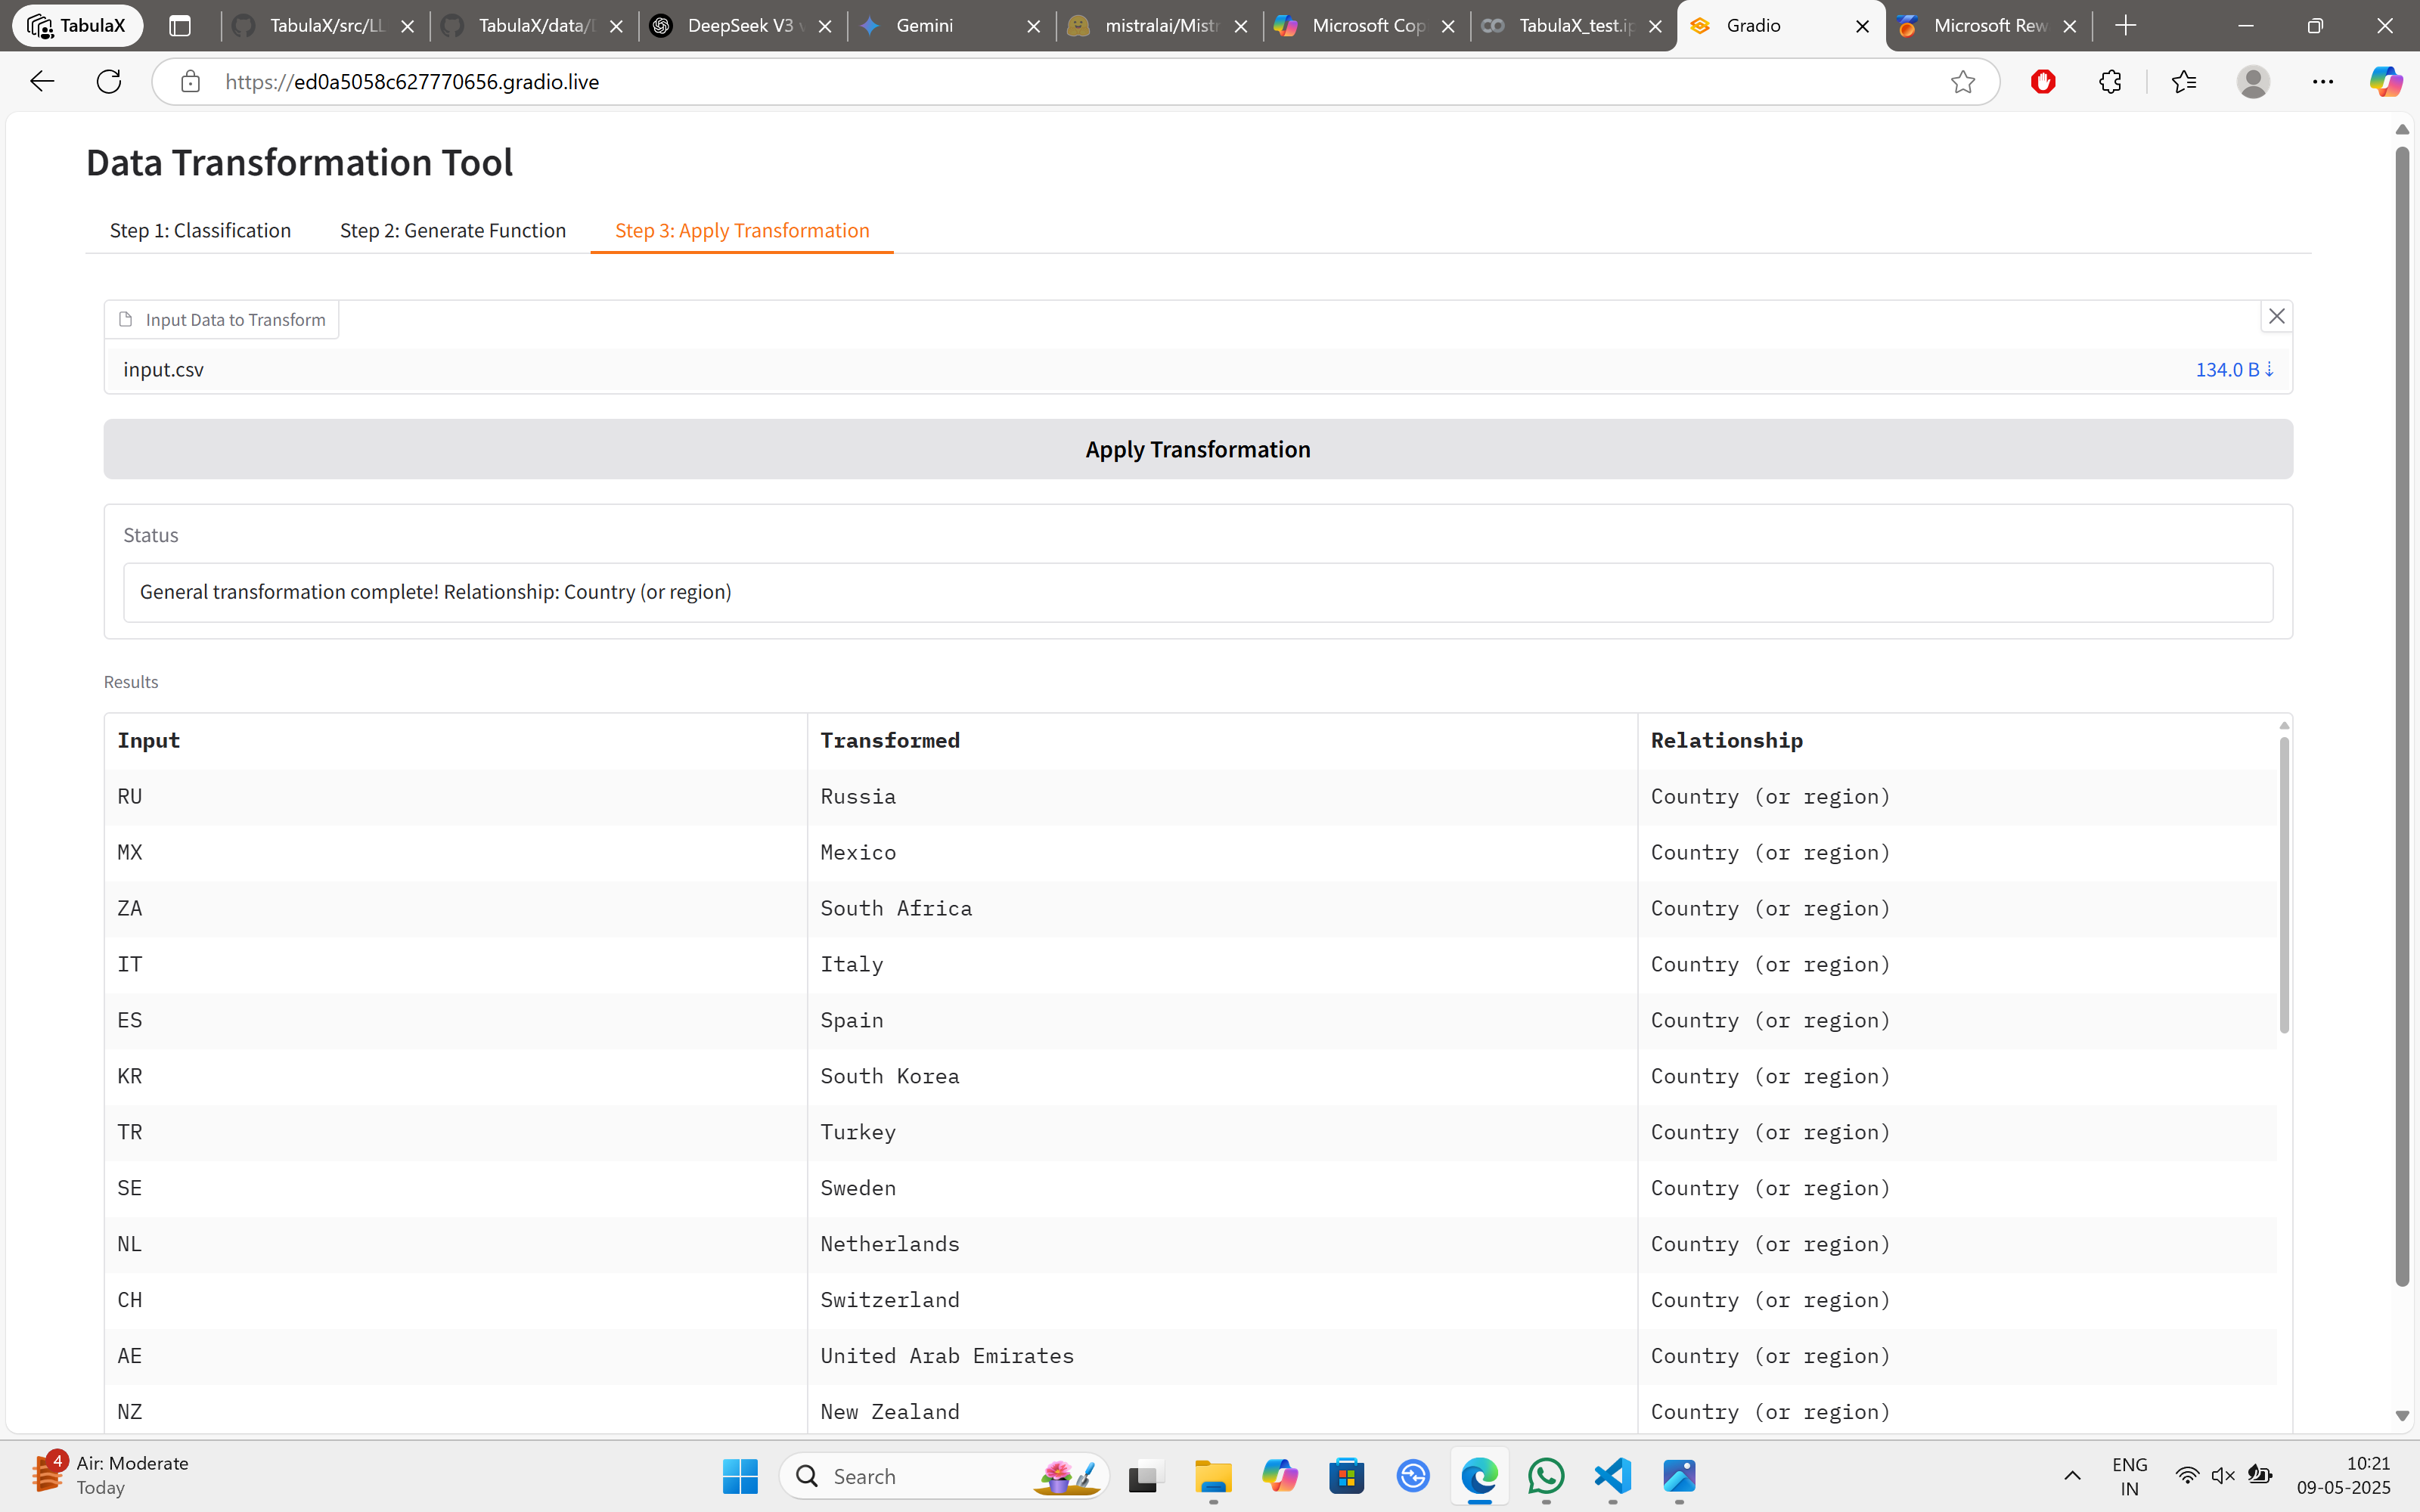 TabulaX
TabulaX/src/LL
TabulaX/data/
DeepSeek V3
Gemini
mistralai/Mistr
Microsoft Cop
TabulaX_test.ip
Gradio
Microsoft Rew
https://ed0a5058c627770656.gradio.live
Data Transformation Tool
Step 1: Classification Step 2: Generate Function Step 3: Apply Transformation
Input Data to Transform
input.csv 134.0 B ⇣
Apply Transformation
Status
General transformation complete! Relationship: Country (or region)
Results
Input Transformed Relationship
RU Russia Country (or region)
MX Mexico Country (or region)
ZA South Africa Country (or region)
IT Italy Country (or region)
ES Spain Country (or region)
KR South Korea Country (or region)
TR Turkey Country (or region)
SE Sweden Country (or region)
NL Netherlands Country (or region)
CH Switzerland Country (or region)
AE United Arab Emirates Country (or region)
NZ New Zealand Country (or region)
4
Air: Moderate
Today
Search
ENG
IN
10:21
09-05-2025